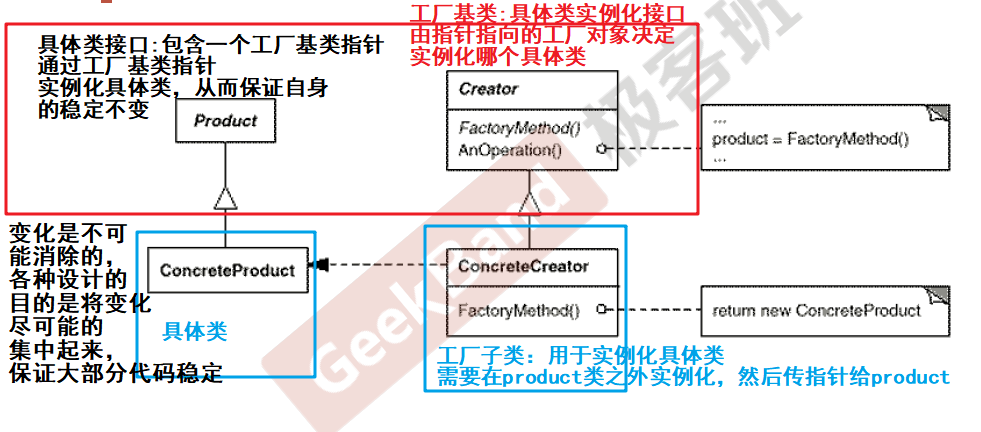 工厂基类:具体类实例化接口
由指针指向的工厂对象决定
实例化哪个具体类
具体类接口:包含一个工厂基类指针
通过工厂基类指针
实例化具体类，从而保证自身
的稳定不变
Product
Creator
FactoryMethod()
AnOperation()
...
product = FactoryMethod()
...
变化是不可
能消除的，
各种设计的
目的是将变化
尽可能的
集中起来，
保证大部分代码稳定
ConcreteProduct
具体类
ConcreteCreator
FactoryMethod()
return new ConcreteProduct
工厂子类：用于实例化具体类
需要在product类之外实例化，然后传指针给product
GeekBand 极客班